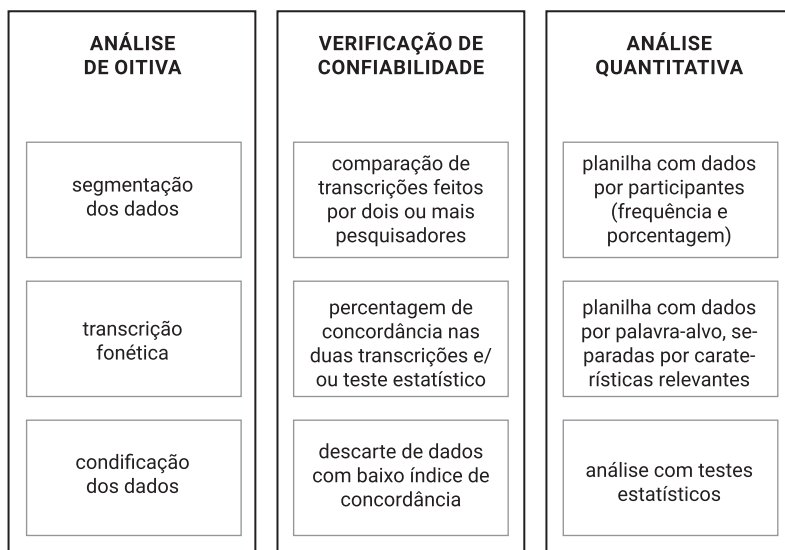 ANÁLISE
DE OITIVA
segmentação
dos dados
transcrição
fonética
condificação
dos dados
VERIFICAÇÃO DE
CONFIABILIDADE
comparação de
transcrições feitos
por dois ou mais
pesquisadores
percentagem de
concordância nas
duas transcrições e/
ou teste estatístico
descarte de dados
com baixo índice de
concordância
ANÁLISE
QUANTITATIVA
planilha com dados
por participantes
(frequência e
porcentagem)
planilha com dados
por palavra-alvo, se-
paradas por carate-
rísticas relevantes
análise com testes
estatísticos